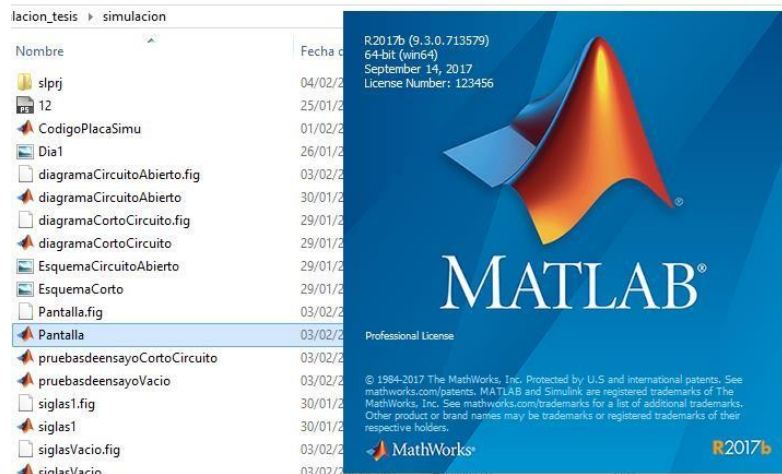 lacion_tesis simulacion
Nombre Fecha
slprj 04/02/2
12 25/01/2
CodigoPlacaSimu 01/02/2
Dia1 26/01/2
diagramaCircuitoAbierto.fig 03/02/2
diagramaCircuitoAbierto 30/01/2
diagramaCortoCircuito.fig 29/01/2
diagramaCortoCircuito 29/01/2
EsquemaCircuitoAbierto 29/01/2
EsquemaCorto 29/01/2
Pantalla.fig 03/02/2
Pantalla 03/02/2
pruebasdeensayoCortoCircuito 03/02/2
pruebasdeensayoVacio 03/02/2
siglas1.fig 30/01/2
siglas1 30/01/2
siglasVacio.fig 03/02/2
siglasVacio 03/02/2
R2017b (9.3.0.713579)
64-bit (win64)
September 14, 2017
License Number: 123456
MATLAB®
Professional License
© 1984-2017 The MathWorks, Inc. Protected by U.S and international patents. See
mathworks.com/patents. MATLAB and Simulink are registered trademarks of The
MathWorks, Inc. See mathworks.com/trademarks for a list of additional trademarks.
Other product or brand names may be trademarks or registered trademarks of their
respective holders.
MathWorks®
R2017b